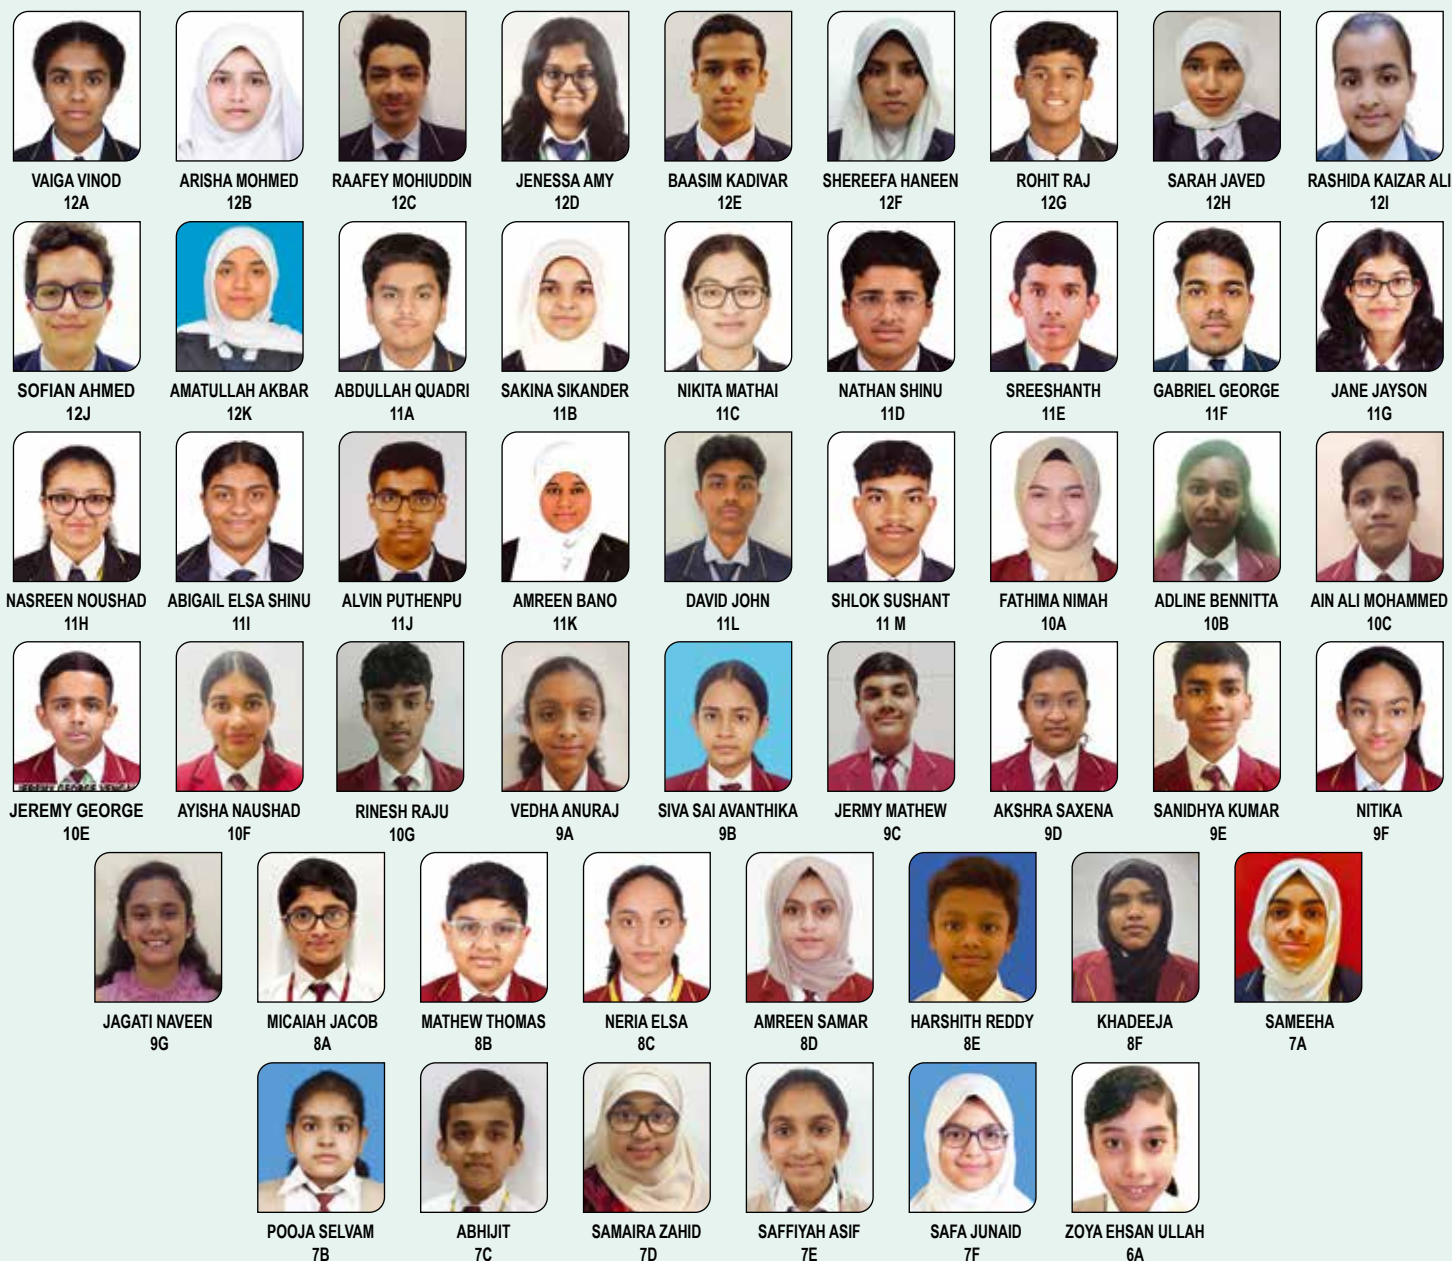 VAIGA VINOD ARISHA MOHMED RAAFEY MOHIUDDIN JENESSA AMY BAASIM KADIVAR SHEREEFA HANEEN ROHIT RAJ SARAH JAVED RASHIDA KAIZAR ALI
12A 12B 12C 12D 12E 12F 12G 12H 12I
SOFIAN AHMED AMATULLAH AKBAR ABDULLAH QUADRI SAKINA SIKANDER NIKITA MATHAI NATHAN SHINU SREESHANTH GABRIEL GEORGE JANE JAYSON
12J 12K 11A 11B 11C 11D 11E 11F 11G
NASREEN NOUSHAD ABIGAIL ELSA SHINU ALVIN PUTHENPU AMREEN BANO DAVID JOHN SHLOK SUSHANT FATHIMA NIMAH ADLINE BENNITTA AIN ALI MOHAMMED
11H 11I 11J 11K 11L 11 M 10A 10B 10C
JEREMY GEORGE
JEREMY GEORGE AYISHA NAUSHAD RINESH RAJU VEDHA ANURAJ SIVA SAI AVANTHIKA JERMY MATHEW AKSHRA SAXENA SANIDHYA KUMAR NITIKA
10E 10F 10G 9A 9B 9C 9D 9E 9F
JAGATI NAVEEN MICAIAH JACOB MATHEW THOMAS NERIA ELSA AMREEN SAMAR HARSHITH REDDY KHADEEJA SAMEEHA
9G 8A 8B 8C 8D 8E 8F 7A
POOJA SELVAM ABHIJIT SAMAIRA ZAHID SAFFIYAH ASIF SAFA JUNAID ZOYA EHSAN ULLAH
7B 7C 7D 7E 7F 6A